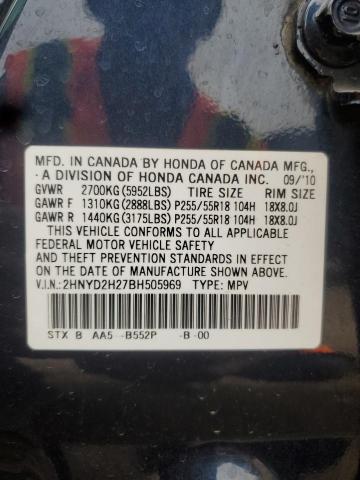 MFD. IN CANADA BY HONDA OF CANADA MFG.,
A DIVISION OF HONDA CANADA INC. 09/'10
GVWR 2700KG (5952LBS) TIRE SIZE RIM SIZE
GAWR F 1310KG (2888LBS) P255/55R18 104H 18X8.0J
GAWR R 1440KG (3175LBS) P255/55R18 104H 18X8.0J
THIS VEHICLE CONFORMS TO ALL APPLICABLE
FEDERAL MOTOR VEHICLE SAFETY
AND THEFT PREVENTION STANDARDS IN EFFECT
ON THE DATE OF MANUFACTURE SHOWN ABOVE.
V.I.N.: 2HNYD2H27BH505969 TYPE: MPV
STX B AA5 -B552P -B -00